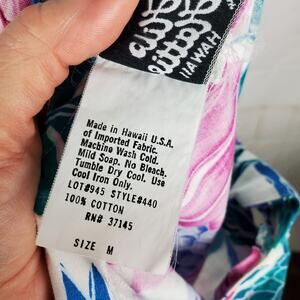 HAWAII
Made in Hawaii U.S.A.
of Imported Fabric.
Machine Wash Cold.
Mild Soap. No Bleach.
Tumble Dry Cool. Use
Cool Iron Only.
LOT#945 STYLE#440
100% COTTON
RN# 37145
SIZE M